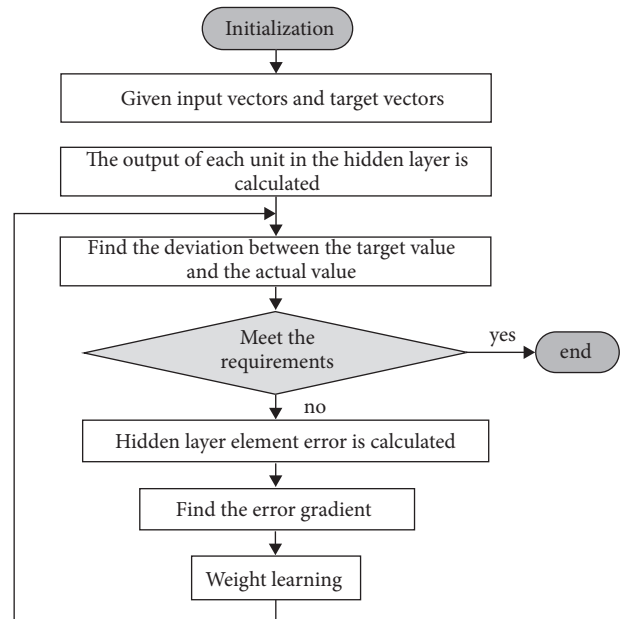 Initialization
Given input vectors and target vectors
The output of each unit in the hidden layer is
calculated
Find the deviation between the target value
and the actual value
Meet the
requirements
yes
end
no
Hidden layer element error is calculated
Find the error gradient
Weight learning